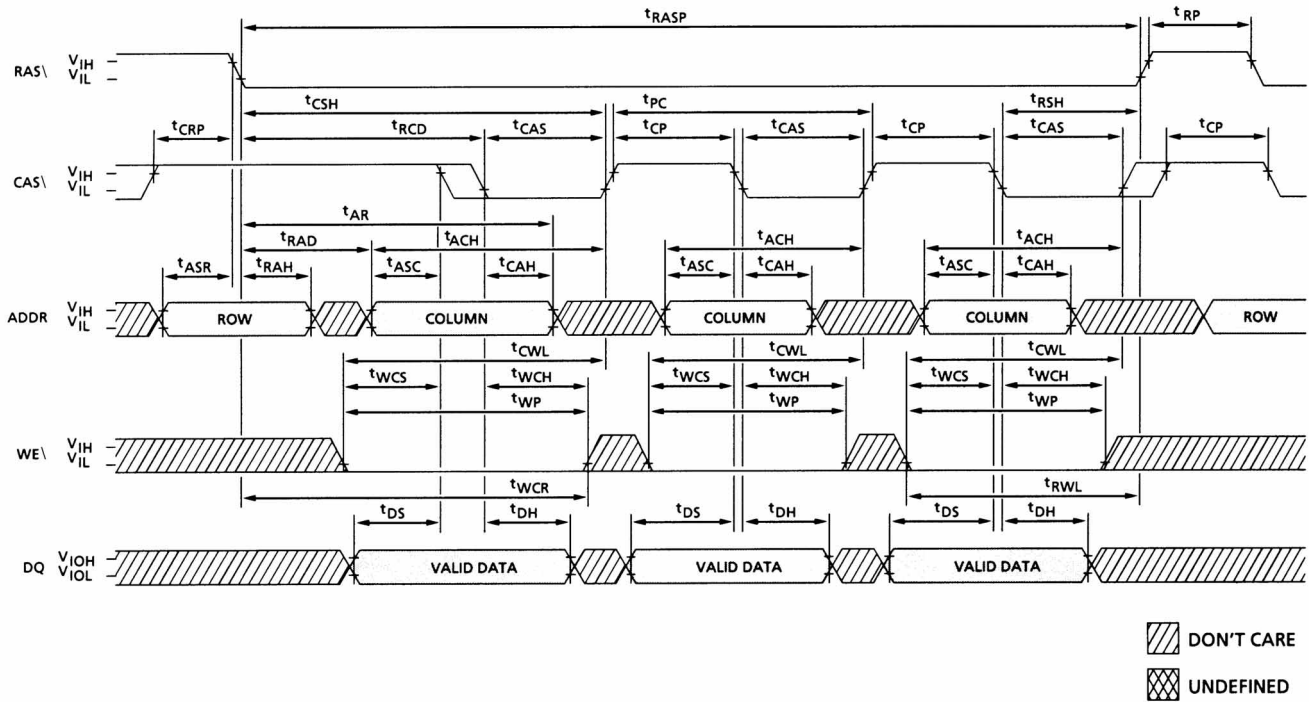 tRASP tRP
RAS\ VIH
VIL
tCSH tPC tRSH
tCRP tRCD tCAS tCP tCAS tCP tCAS tCP
CAS\ VIH
VIL
tAR
tRAD tACH tACH tACH
tASR tRAH tASC tCAH tASC tCAH tASC tCAH
ADDR VIH
VIL
ROW COLUMN COLUMN COLUMN ROW
tCWL tCWL tCWL
tWCS tWCH tWCS tWCH tWCS tWCH
tWP tWP tWP
WE\ VIH
VIL
tWCR tRWL
tDS tDH tDS tDH tDS tDH
DQ VIOH
VIOL
VALID DATA VALID DATA VALID DATA
DON'T CARE
UNDEFINED